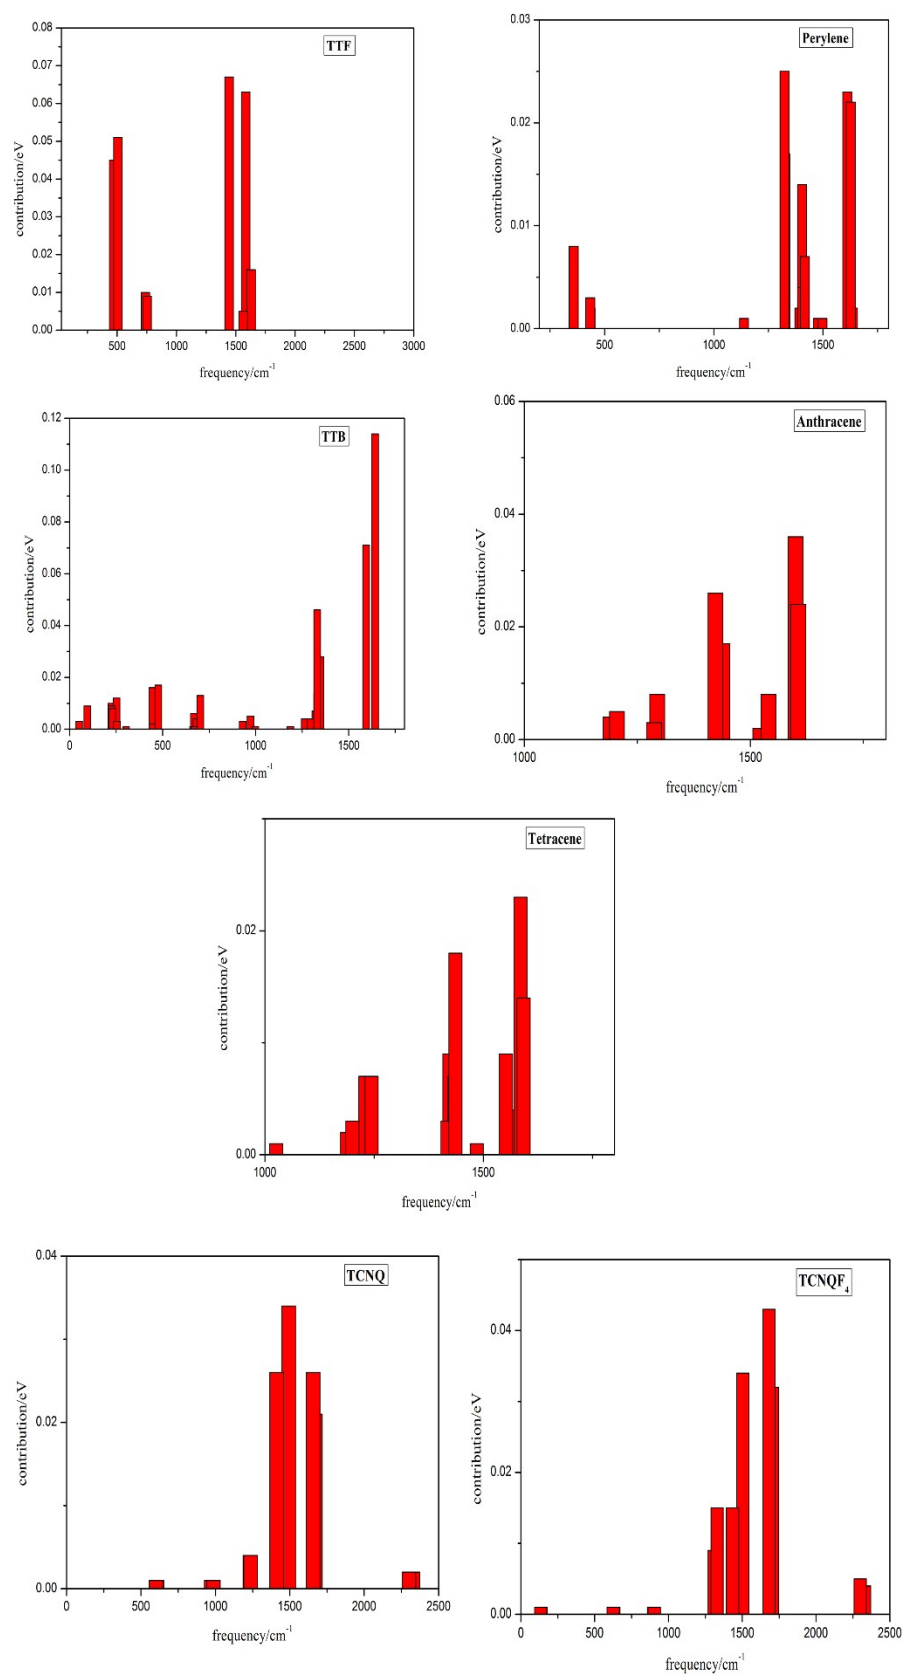 TTF
0.08
0.07
0.06
0.05
0.04
0.03
0.02
0.01
0.00
contribution/eV
500 1000 1500 2000 2500 3000
frequency/cm-1
Perylene
0.03
0.02
0.01
0.00
contribution/eV
500 1000 1500
frequency/cm-1
TTB
0.12
0.10
0.08
0.06
0.04
0.02
0.00
contribution/eV
0 500 1000 1500
frequency/cm-1
Anthracene
0.06
0.04
0.02
0.00
contribution/eV
1000 1500
frequency/cm-1
Tetracene
0.02
0.00
contribution/eV
1000 1500
frequency/cm-1
TCNQ
0.04
0.02
0.00
contribution/eV
0 500 1000 1500 2000 2500
frequency/cm-1
TCNQF4
0.04
0.02
0.00
contribution/eV
0 500 1000 1500 2000 2500
frequency/cm-1